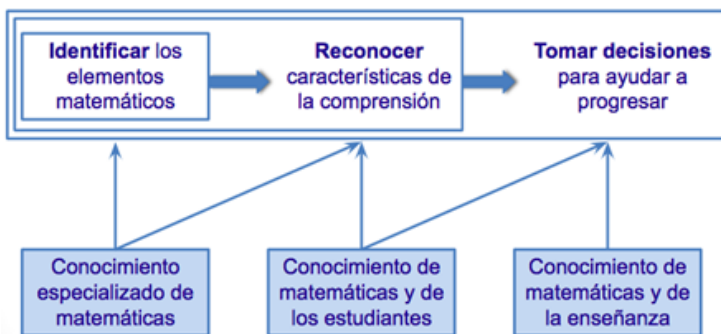 Identificar los
elementos
matemáticos
Reconocer
características de
la comprensión
Tomar decisiones
para ayudar a
progresar
Conocimiento
especializado de
matemáticas
Conocimiento de
matemáticas y de
los estudiantes
Conocimiento de
matemáticas y de
la enseñanza